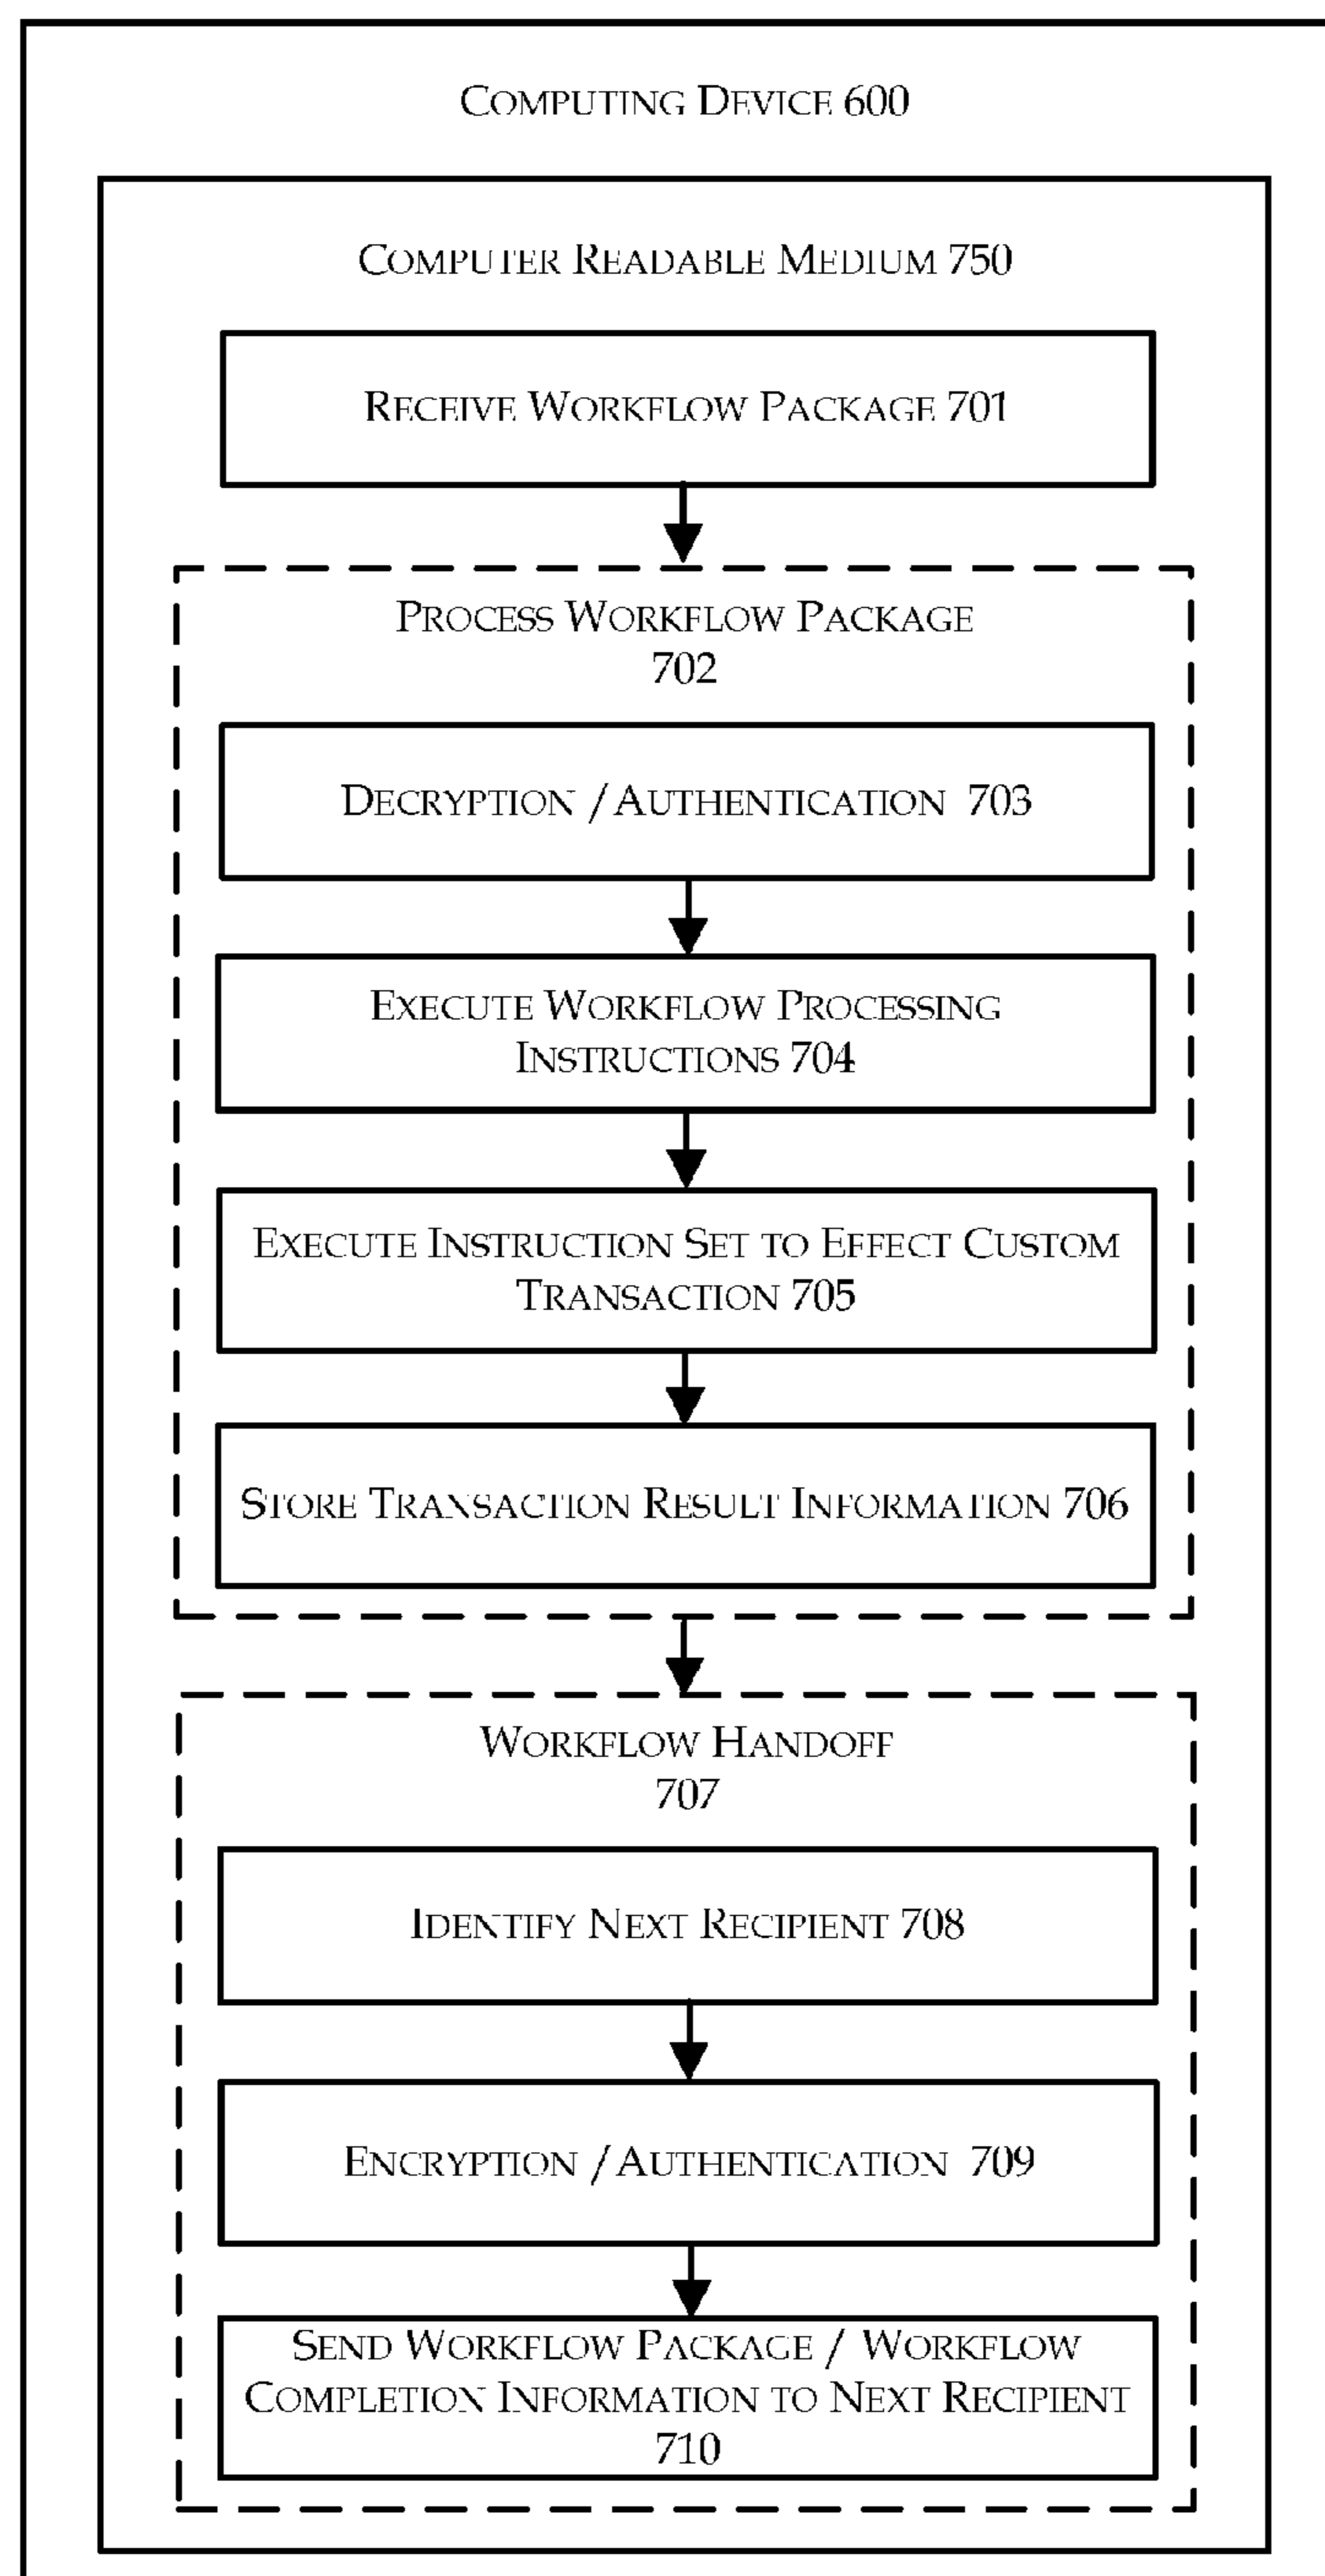 COMPUTING DEVICE 600
COMPUTER READABLE MEDIUM 750
RECEIVE WORKFLOW PACKAGE 701
PROCESS WORKFLOW PACKAGE
702
DECRYPTION / AUTHENTICATION 703
EXECUTE WORKFLOW PROCESSING
INSTRUCTIONS 704
EXECUTE INSTRUCTION SET TO EFFECT CUSTOM
TRANSACTION 705
STORE TRANSACTION RESULT INFORMATION 706
WORKFLOW HANDOFF
707
IDENTIFY NEXT RECIPIENT 708
ENCRYPTION / AUTHENTICATION 709
SEND WORKFLOW PACKAGE / WORKFLOW
COMPLETION INFORMATION TO NEXT RECIPIENT
710